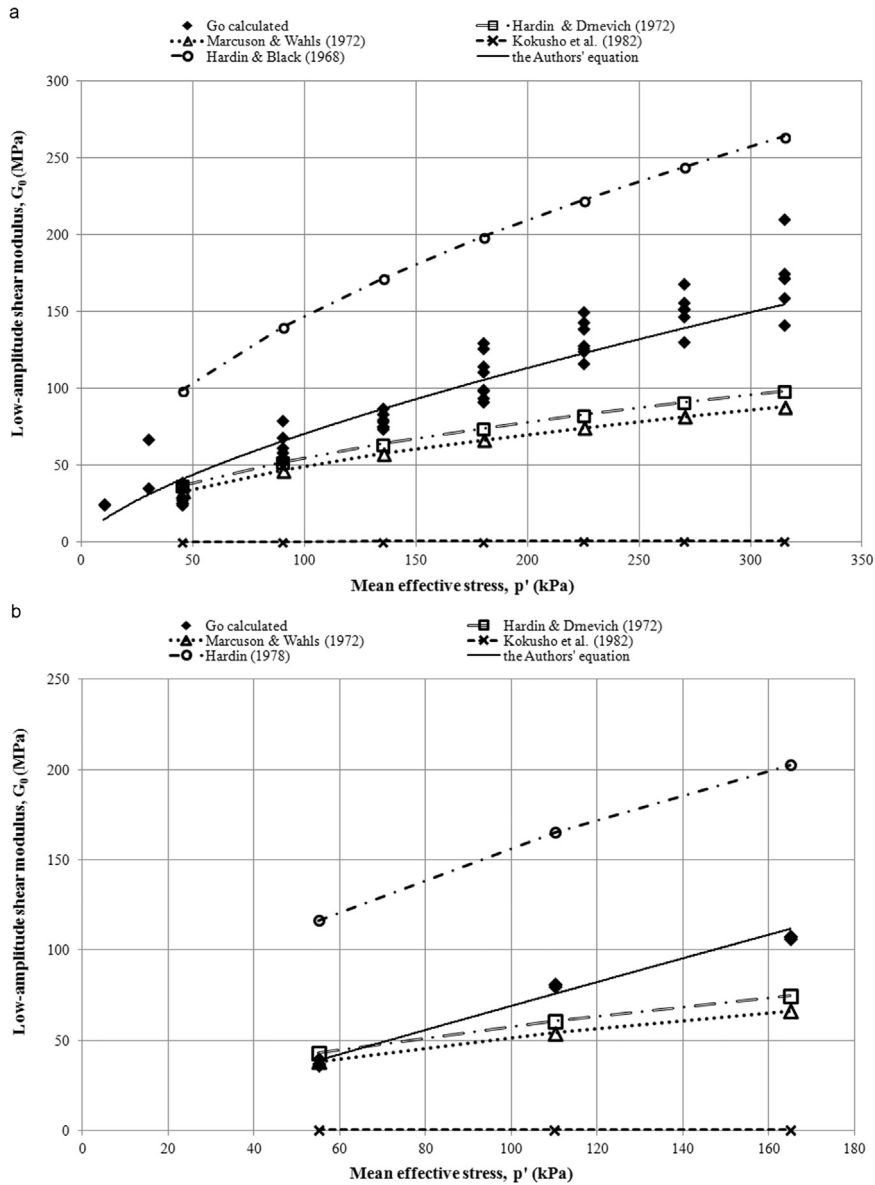 a
Go calculated
Hardin & Drnevich (1972)
Marcuson & Wahls (1972)
Kokusho et al. (1982)
Hardin & Black (1968)
the Authors' equation
Low-amplitude shear modulus, G0 (MPa)
300
250
200
150
100
50
0
0 50 100 150 200 250 300 350
Mean effective stress, p' (kPa)
b
Go calculated
Hardin & Drnevich (1972)
Marcuson & Wahls (1972)
Kokusho et al. (1982)
Hardin (1978)
the Authors' equation
Low-amplitude shear modulus, G0 (MPa)
250
200
150
100
50
0
0 20 40 60 80 100 120 140 160 180
Mean effective stress, p' (kPa)